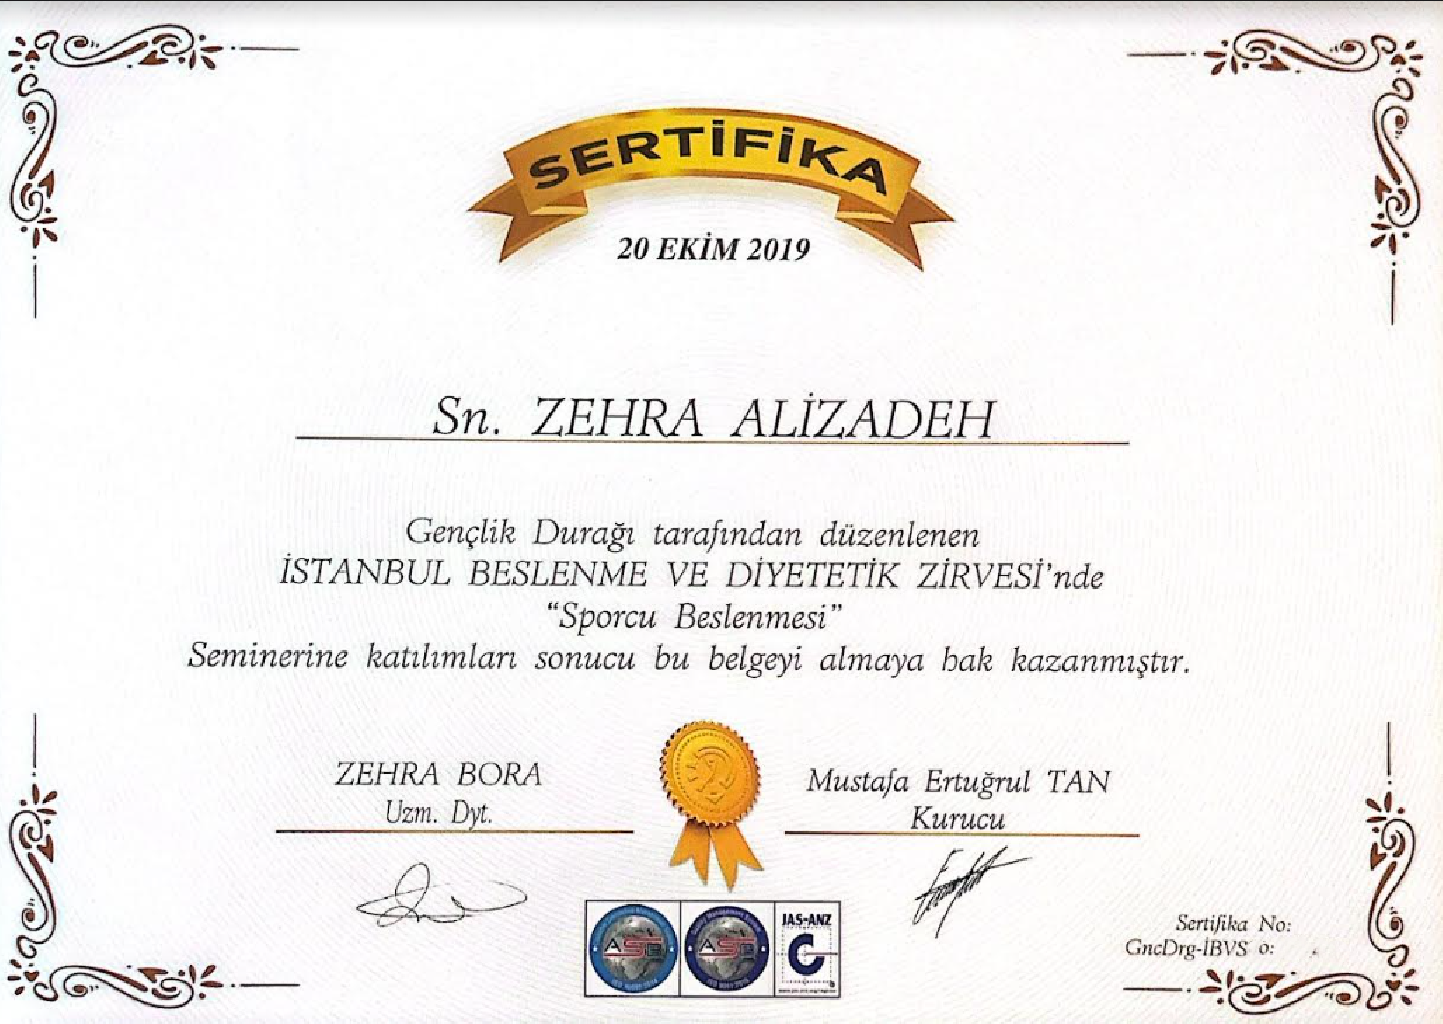 SERTİFİKA
20 EKİM 2019
Sn. ZEHRA ALİZADEH
Gençlik Durağı tarafından düzenlenen
İSTANBUL BESLENME VE DİYETETİK ZİRVESİ'nde
“Sporcu Beslenmesi”
Seminerine katılımları sonucu bu belgeyi almaya hak kazanmıştır.
ZEHRA BORA
Uzm. Dyt.
Mustafa Ertuğrul TAN
Kurucu
JAS-ANZ
C
Sertifika No:
GncDrg-İBVS o: